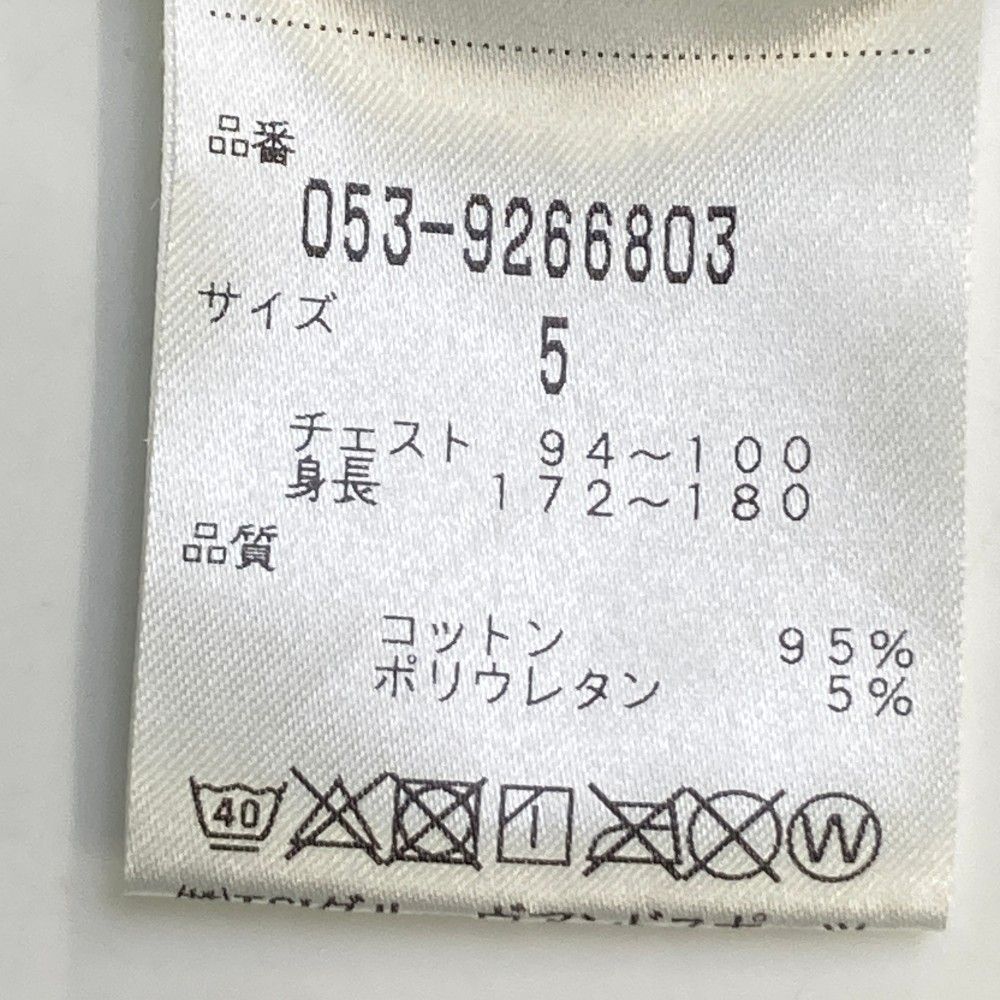 品番
053-9266803
サイズ
5
チェスト 94～100
身長 172～180
品質
コットン 95%
ポリウレタン 5%
40
W